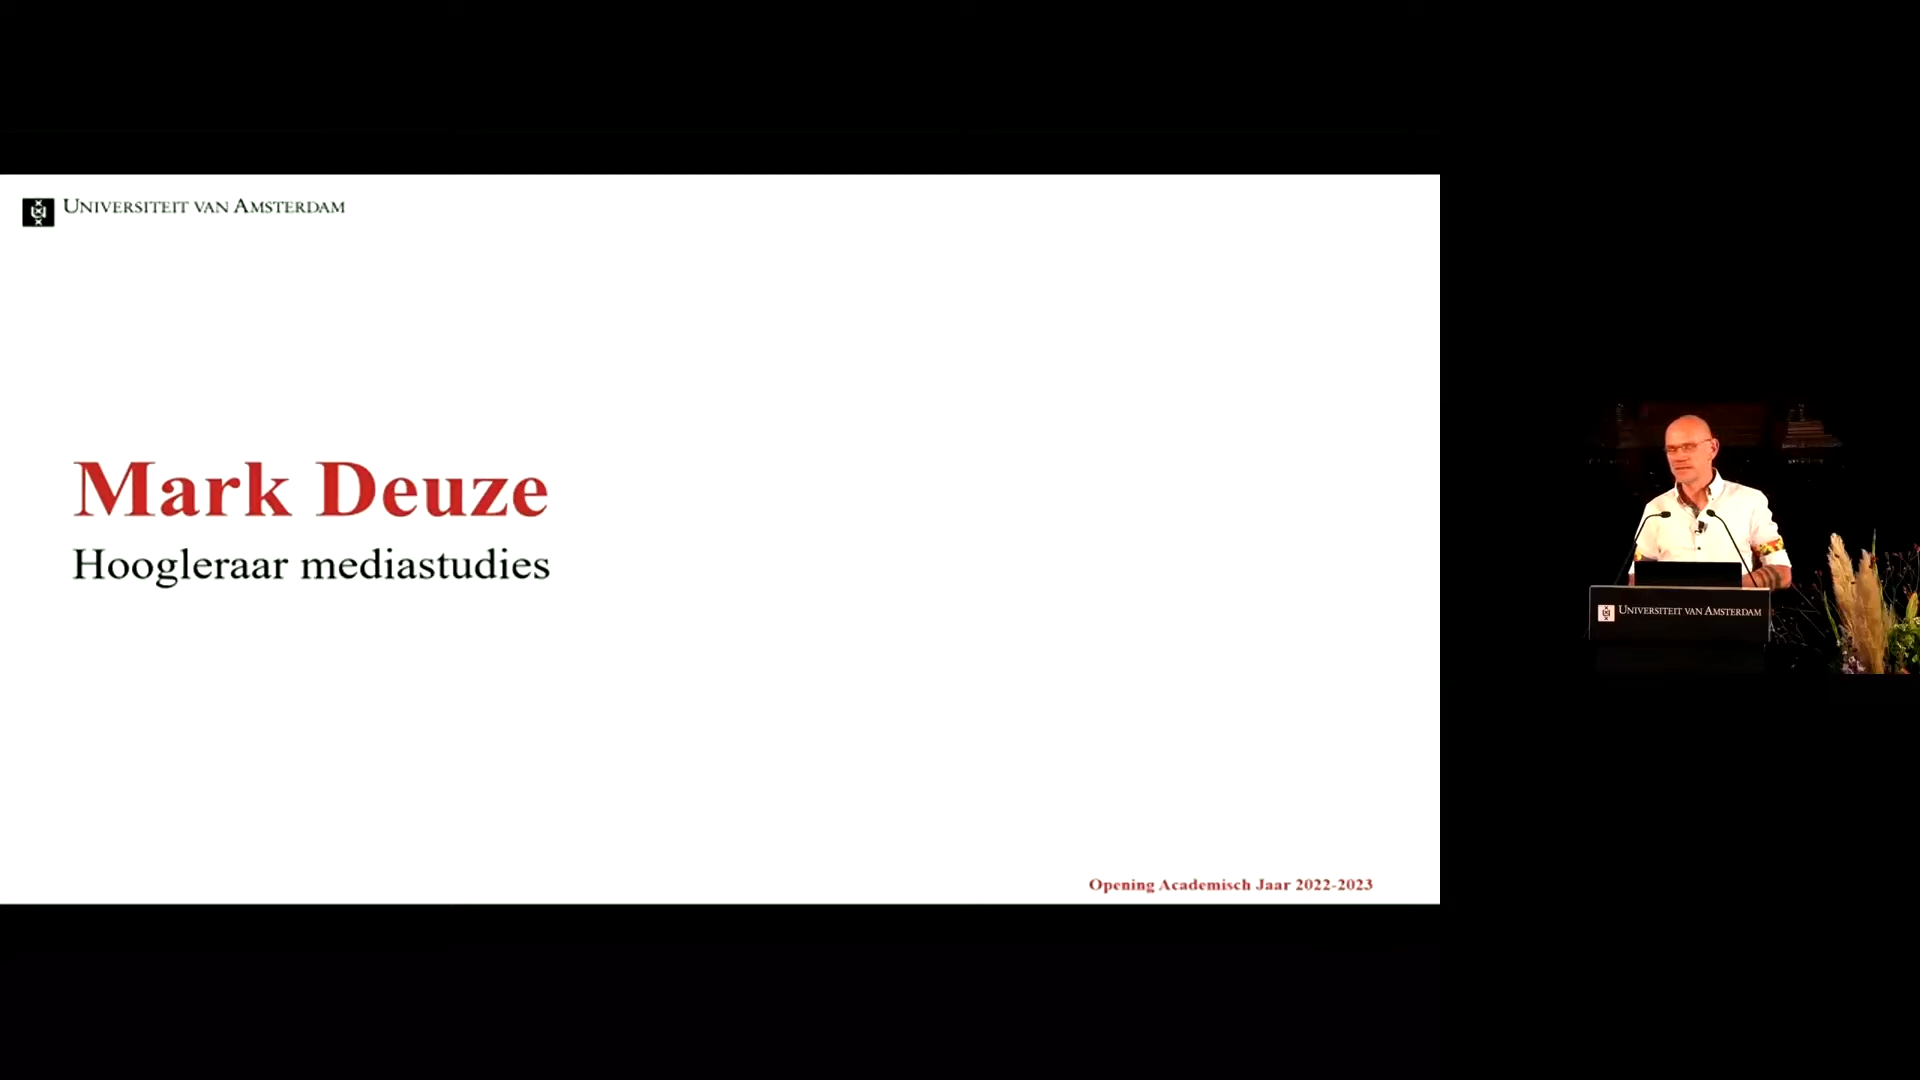 UNIVERSITEIT VAN AMSTERDAM
Mark Deuze
Hoogleraar mediastudies
Opening Academisch Jaar 2022-2023
UNIVERSITEIT VAN AMSTERDAM